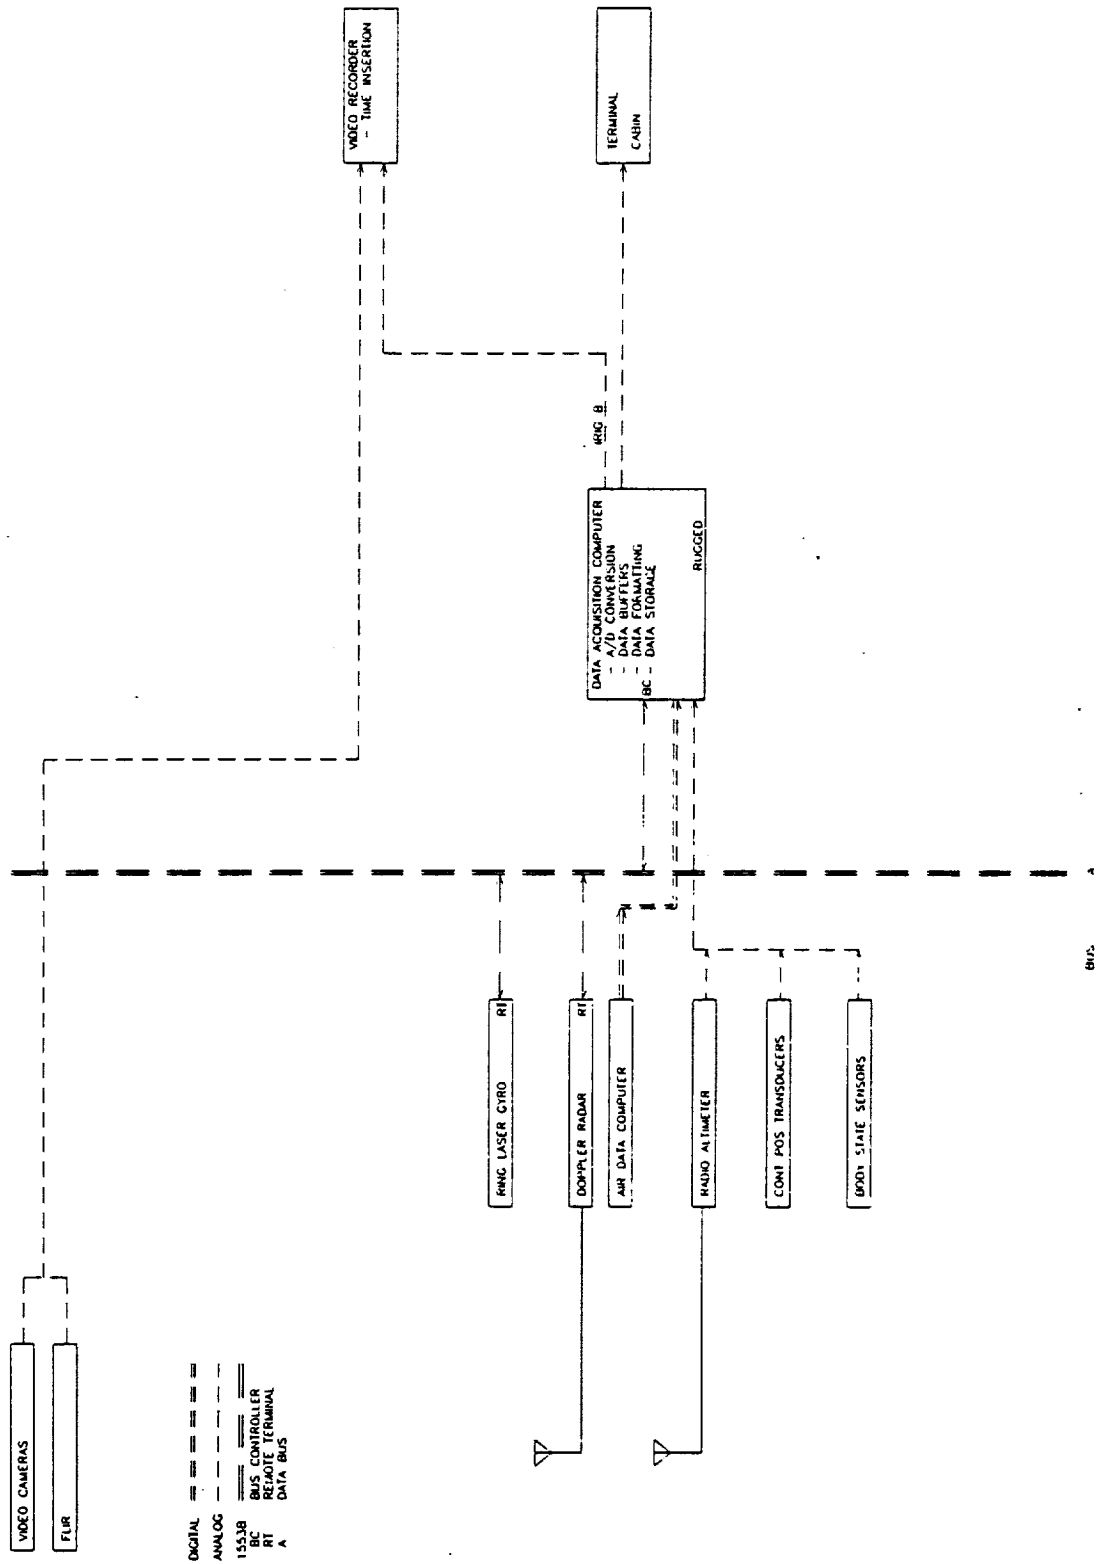 VIDEO CAMERAS
FLIR
DIGITAL
ANALOG
1553B
BC BUS CONTROLLER
RT REMOTE TERMINAL
A DATA BUS
RING LASER GYRO RT
DOPPLER RADAR RT
AIR DATA COMPUTER
RADIO ALTIMETER
CONT POS TRANSDUCERS
BODY STATE SENSORS
BUS A
DATA ACQUISITION COMPUTER
- A/D CONVERSION
- DATA BUFFERS
- DATA FORMATTING
BC - DATA STORAGE
RUGGED
IRIG B
VIDEO RECORDER
- TIME INSERTION
TERMINAL
CABIN